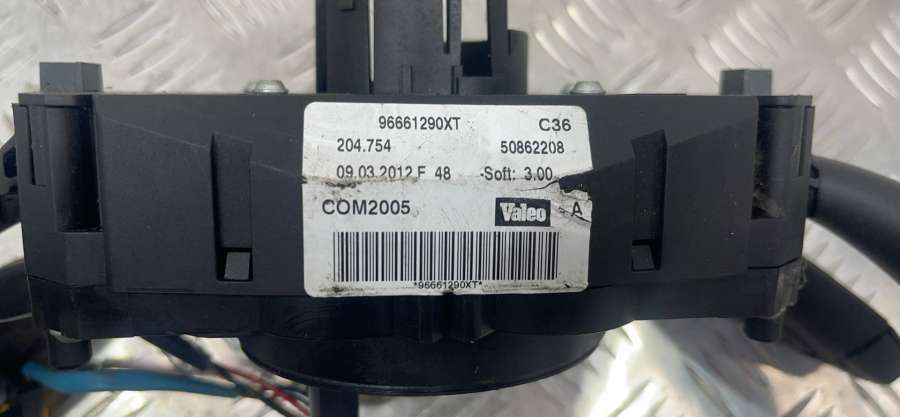 96661290XT C36
204.754 50862208
09.03.2012 F 48 -Soft: 3.00
COM2005 Valeo A
*96661290XT*